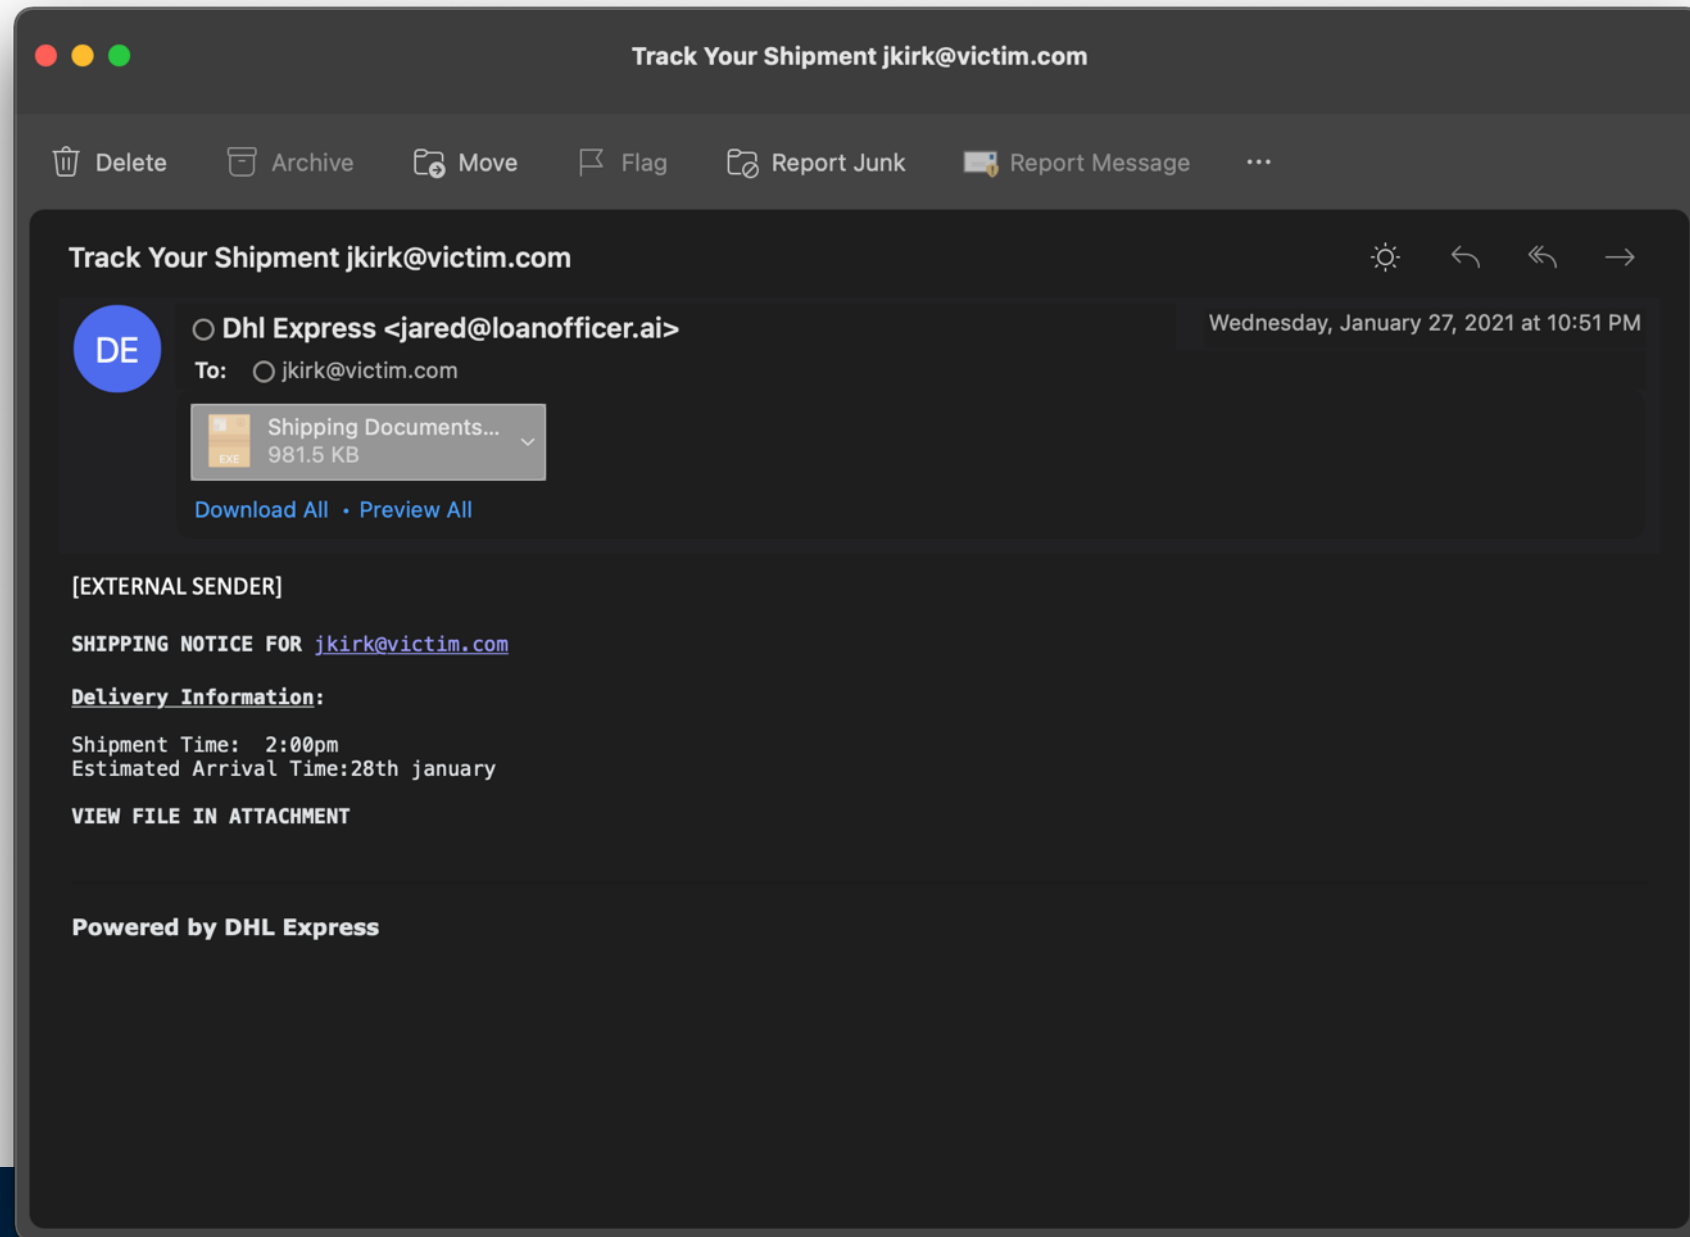 Track Your Shipment jkirk@victim.com
Delete Archive Move Flag Report Junk Report Message ...
Track Your Shipment jkirk@victim.com
DE
Dhl Express <jared@loanofficer.ai>
Wednesday, January 27, 2021 at 10:51 PM
To: jkirk@victim.com
Shipping Documents...
EXE
981.5 KB
Download All • Preview All
[EXTERNAL SENDER]
SHIPPING NOTICE FOR jkirk@victim.com
Delivery Information:
Shipment Time:  2:00pm
Estimated Arrival Time:28th january
VIEW FILE IN ATTACHMENT
Powered by DHL Express